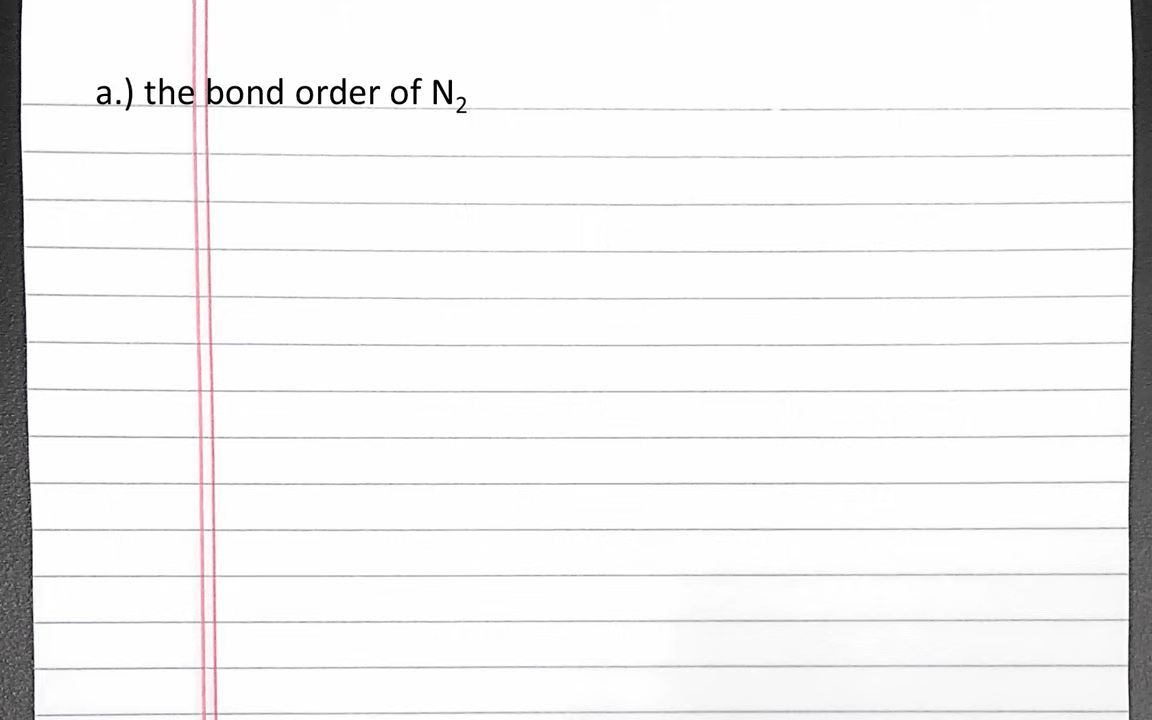 a.) the bond order of N₂